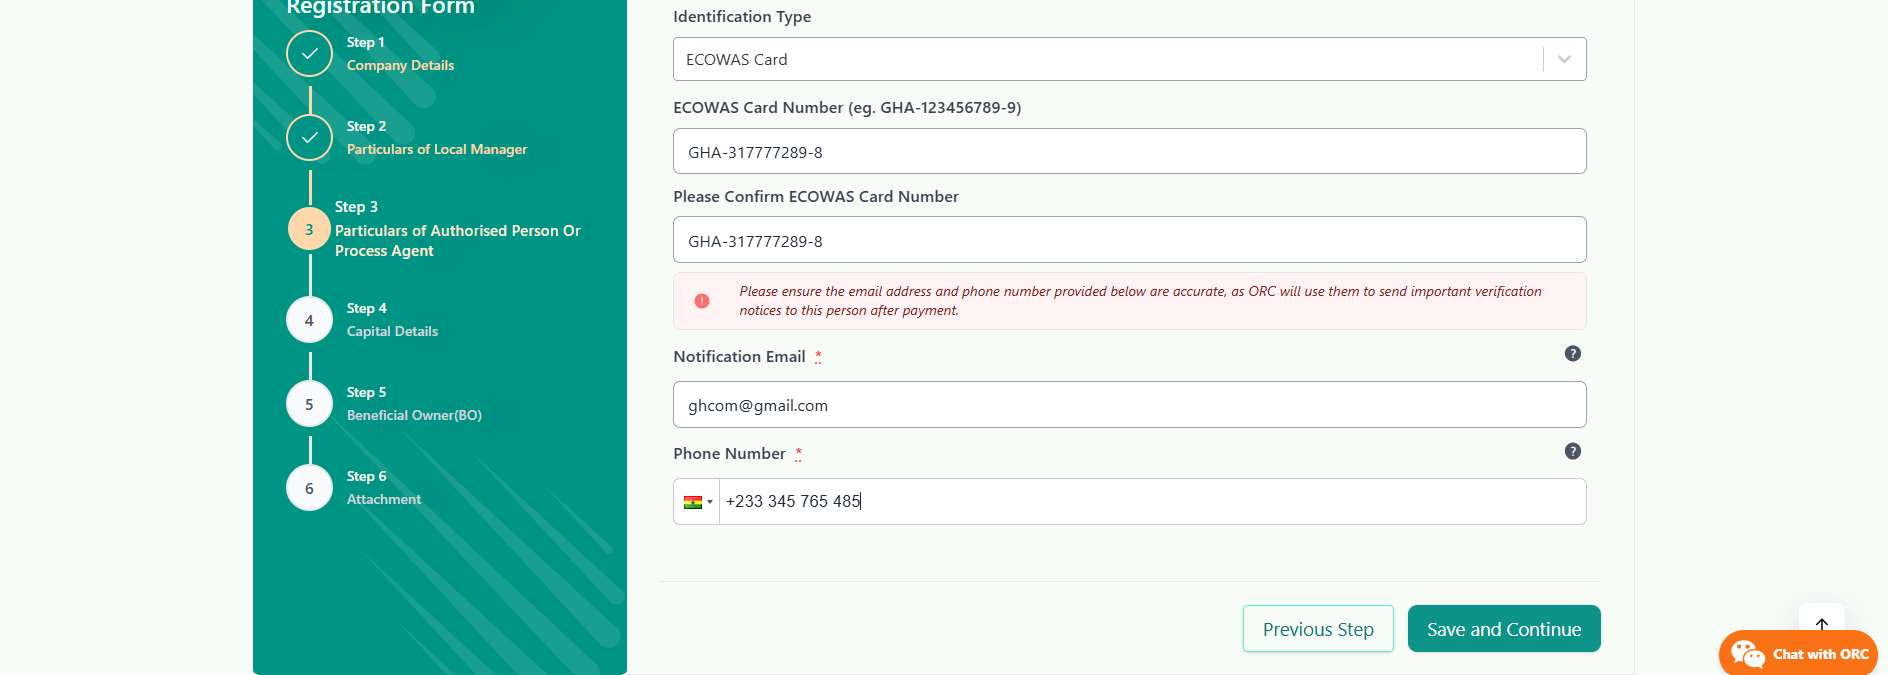 Registration Form
Step 1
Company Details
Step 2
Particulars of Local Manager
3
Step 3
Particulars of Authorised Person Or
Process Agent
4
Step 4
Capital Details
5
Step 5
Beneficial Owner(BO)
6
Step 6
Attachment
Identification Type
ECOWAS Card
ECOWAS Card Number (eg. GHA-123456789-9)
GHA-317777289-8
Please Confirm ECOWAS Card Number
GHA-317777289-8
Please ensure the email address and phone number provided below are accurate, as ORC will use them to send important verification
notices to this person after payment.
Notification Email *
ghcom@gmail.com
Phone Number *
+233 345 765 485
Previous Step
Save and Continue
Chat with ORC